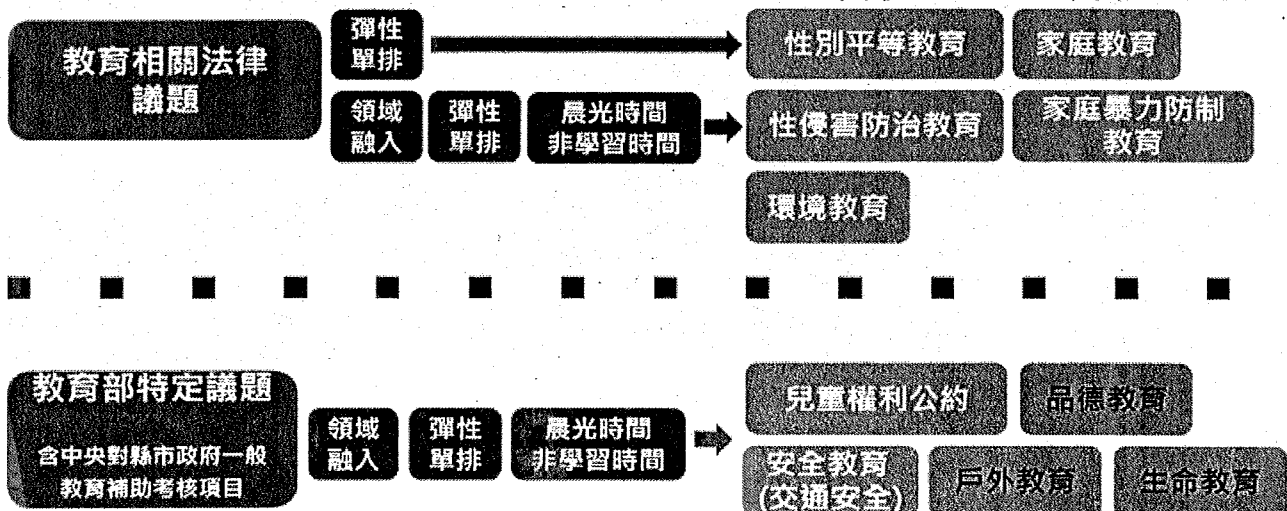 教育相關法律
議題
彈性
單排
性別平等教育
家庭教育
領域
融入
彈性
單排
晨光時間
非學習時間
性侵害防治教育
家庭暴力防制
教育
環境教育
教育部特定議題
含中央對縣市政府一般
教育補助考核項目
領域
融入
彈性
單排
晨光時間
非學習時間
兒童權利公約
品德教育
安全教育
(交通安全)
戶外教育
生命教育